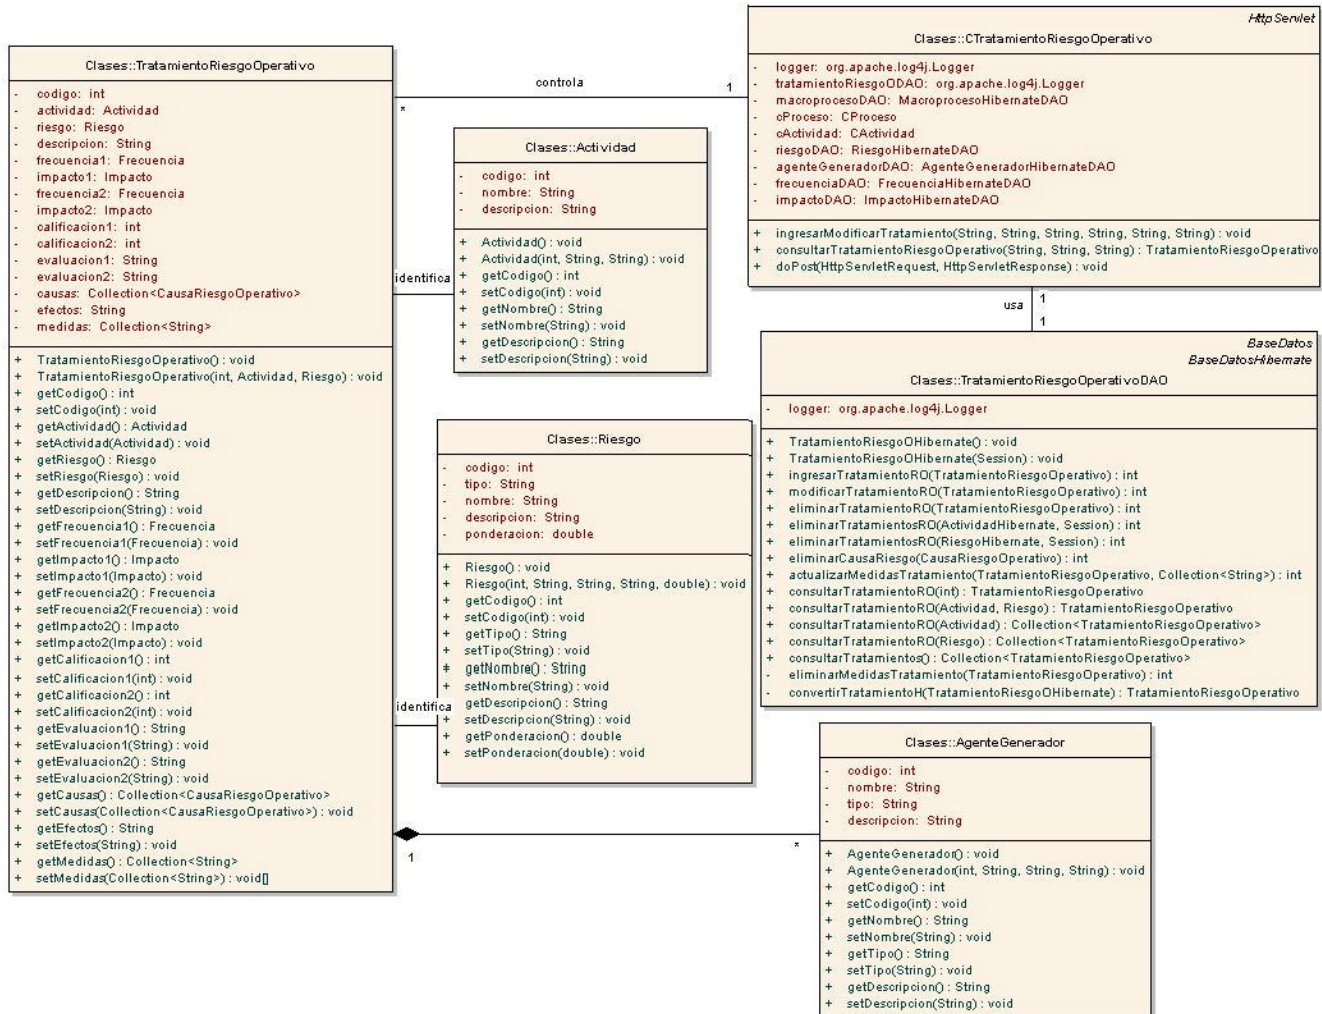 Clases::TratamientoRiesgoOperativo
- codigo: int
- actividad: Actividad
- riesgo: Riesgo
- descripcion: String
- frecuencia1: Frecuencia
- impacto1: Impacto
- frecuencia2: Frecuencia
- impacto2: Impacto
- calificacion1: int
- calificacion2: int
- evaluacion1: String
- evaluacion2: String
- causas: Collection<CausaRiesgoOperativo>
- efectos: String
- medidas: Collection<String>
+ TratamientoRiesgoOperativo() : void
+ TratamientoRiesgoOperativo(int, Actividad, Riesgo) : void
+ getCodigo() : int
+ setCodigo(int) : void
+ getActividad() : Actividad
+ setActividad(Actividad) : void
+ getRiesgo() : Riesgo
+ setRiesgo(Riesgo) : void
+ getDescripcion() : String
+ setDescripcion(String) : void
+ getFrecuencia1() : Frecuencia
+ setFrecuencia1(Frecuencia) : void
+ getImpacto1() : Impacto
+ setImpacto1(Impacto) : void
+ getFrecuencia2() : Frecuencia
+ setFrecuencia2(Frecuencia) : void
+ getImpacto2() : Impacto
+ setImpacto2(Impacto) : void
+ getCalificacion1() : int
+ setCalificacion1(int) : void
+ getCalificacion2() : int
+ setCalificacion2(int) : void
+ getEvaluacion1() : String
+ setEvaluacion1(String) : void
+ getEvaluacion2() : String
+ setEvaluacion2(String) : void
+ getCausas() : Collection<CausaRiesgoOperativo>
+ setCausas(Collection<CausaRiesgoOperativo>) : void
+ getEfectos() : String
+ setEfectos(String) : void
+ getMedidas() : Collection<String>
+ setMedidas(Collection<String>) : void[]
controla
*
1
HttpServlet
Clases::CTratamientoRiesgoOperativo
- logger: org.apache.log4j.Logger
- tratamientoRiesgoODAO: org.apache.log4j.Logger
- macroprocesoDAO: MacroprocesoHibernateDAO
- cProceso: CProceso
- cActividad: CActividad
- riesgoDAO: RiesgoHibernateDAO
- agenteGeneradorDAO: AgenteGeneradorHibernateDAO
- frecuenciaDAO: FrecuenciaHibernateDAO
- impactoDAO: ImpactoHibernateDAO
+ ingresarModificarTratamiento(String, String, String, String, String, String) : void
+ consultarTratamientoRiesgoOperativo(String, String, String) : TratamientoRiesgoOperativo
+ doPost(HttpServletRequest, HttpServletResponse) : void
identifica
Clases::Actividad
- codigo: int
- nombre: String
- descripcion: String
+ Actividad() : void
+ Actividad(int, String, String) : void
+ getCodigo() : int
+ setCodigo(int) : void
+ getNombre() : String
+ setNombre(String) : void
+ getDescripcion() : String
+ setDescripcion(String) : void
usa
1
1
BaseDatos
BaseDatosHibernate
Clases::TratamientoRiesgoOperativoDAO
- logger: org.apache.log4j.Logger
+ TratamientoRiesgoOHibernate() : void
+ TratamientoRiesgoOHibernate(Session) : void
+ ingresarTratamientoRO(TratamientoRiesgoOperativo) : int
+ modificarTratamientoRO(TratamientoRiesgoOperativo) : int
+ eliminarTratamientoRO(TratamientoRiesgoOperativo) : int
+ eliminarTratamientosRO(ActividadHibernate, Session) : int
+ eliminarTratamientosRO(RiesgoHibernate, Session) : int
+ eliminarCausaRiesgo(CausaRiesgoOperativo) : int
+ actualizarMedidasTratamiento(TratamientoRiesgoOperativo, Collection<String>) : int
+ consultarTratamientoRO(int) : TratamientoRiesgoOperativo
+ consultarTratamientoRO(Actividad, Riesgo) : TratamientoRiesgoOperativo
+ consultarTratamientoRO(Actividad) : Collection<TratamientoRiesgoOperativo>
+ consultarTratamientoRO(Riesgo) : Collection<TratamientoRiesgoOperativo>
+ consultarTratamientos() : Collection<TratamientoRiesgoOperativo>
- eliminarMedidasTratamiento(TratamientoRiesgoOperativo) : int
- convertirTratamientoH(TratamientoRiesgoOHibernate) : TratamientoRiesgoOperativo
identifica
Clases::Riesgo
- codigo: int
- tipo: String
- nombre: String
- descripcion: String
- ponderacion: double
+ Riesgo() : void
+ Riesgo(int, String, String, String, double) : void
+ getCodigo() : int
+ setCodigo(int) : void
+ getTipo() : String
+ setTipo(String) : void
+ getNombre() : String
+ setNombre(String) : void
+ getDescripcion() : String
+ setDescripcion(String) : void
+ getPonderacion() : double
+ setPonderacion(double) : void
1
*
Clases::AgenteGenerador
- codigo: int
- nombre: String
- tipo: String
- descripcion: String
+ AgenteGenerador() : void
+ AgenteGenerador(int, String, String, String) : void
+ getCodigo() : int
+ setCodigo(int) : void
+ getNombre() : String
+ setNombre(String) : void
+ getTipo() : String
+ setTipo(String) : void
+ getDescripcion() : String
+ setDescripcion(String) : void